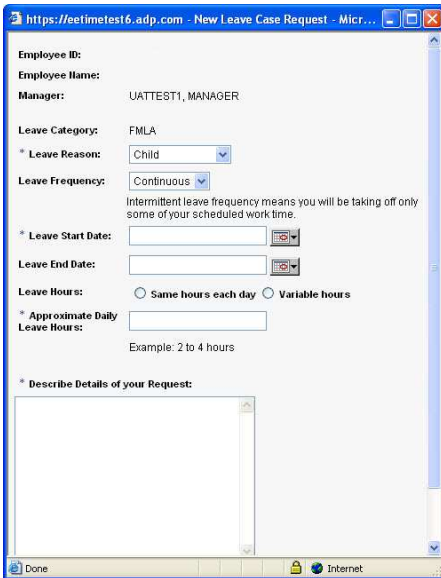 https://eetimetest6.adp.com - New Leave Case Request - Micr...
Employee ID:
Employee Name:
Manager: UATTEST1, MANAGER
Leave Category: FMLA
* Leave Reason: Child
Leave Frequency: Continuous
Intermittent leave frequency means you will be taking off only
some of your scheduled work time.
* Leave Start Date:
Leave End Date:
Leave Hours: Same hours each day Variable hours
* Approximate Daily
Leave Hours:
Example: 2 to 4 hours
* Describe Details of your Request:
Done Internet